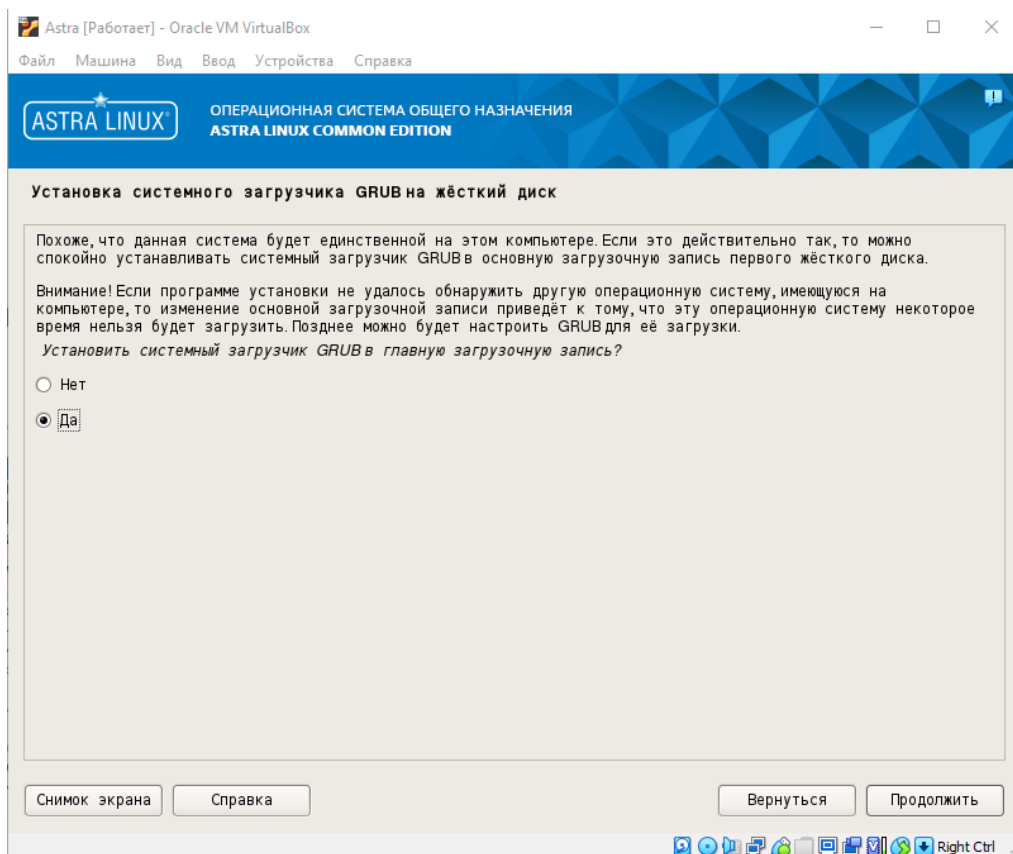 Astra [Работает] - Oracle VM VirtualBox
Файл Машина Вид Ввод Устройства Справка
ASTRA LINUX®
ОПЕРАЦИОННАЯ СИСТЕМА ОБЩЕГО НАЗНАЧЕНИЯ
ASTRA LINUX COMMON EDITION
Установка системного загрузчика GRUB на жёсткий диск
Похоже, что данная система будет единственной на этом компьютере. Если это действительно так, то можно
спокойно устанавливать системный загрузчик GRUB в основную загрузочную запись первого жёсткого диска.
Внимание! Если программе установки не удалось обнаружить другую операционную систему, имеющуюся на
компьютере, то изменение основной загрузочной записи приведёт к тому, что эту операционную систему некоторое
время нельзя будет загрузить. Позднее можно будет настроить GRUB для её загрузки.
Установить системный загрузчик GRUB в главную загрузочную запись?
Нет
Да
Снимок экрана Справка Вернуться Продолжить
Right Ctrl